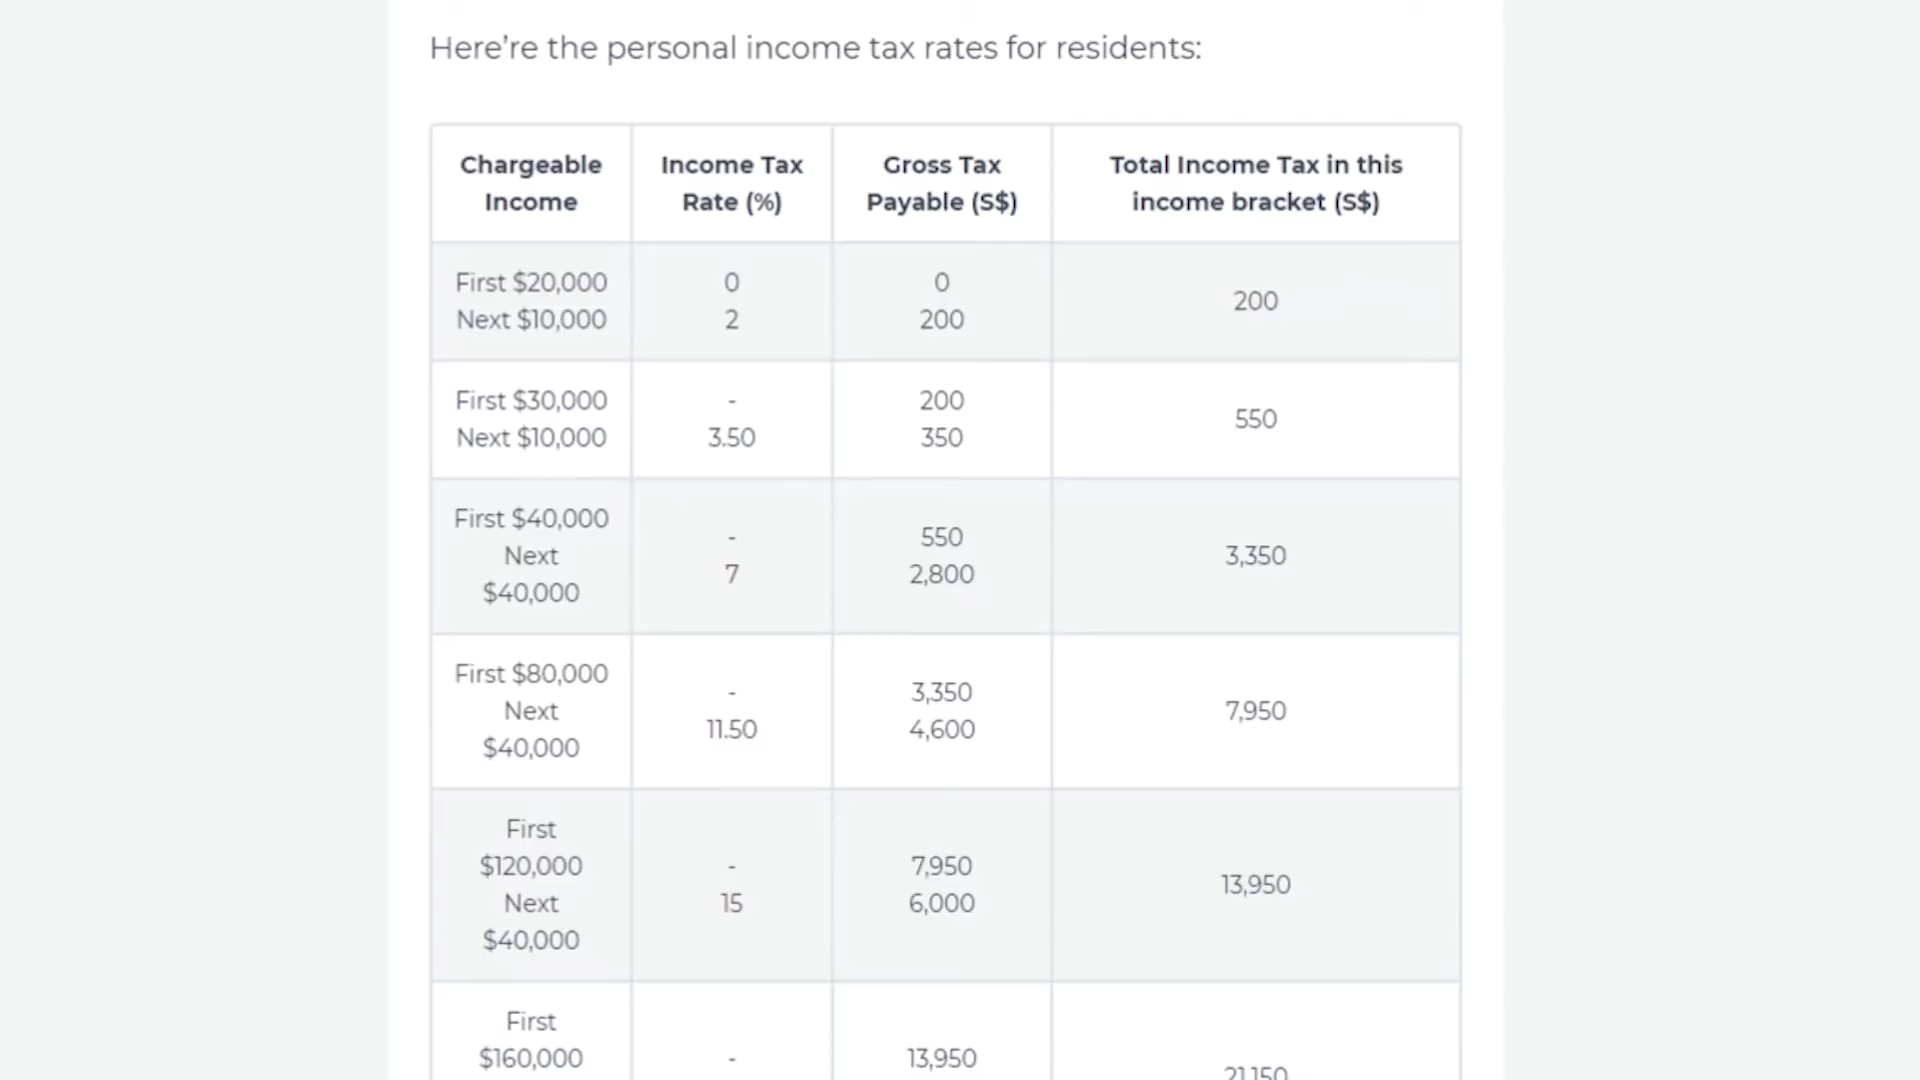 Here're the personal income tax rates for residents:
Chargeable Income
Income Tax Rate (%)
Gross Tax Payable (S$)
Total Income Tax in this income bracket (S$)
First $20,000
Next $10,000
0
2
0
200
200
First $30,000
Next $10,000
-
3.50
200
350
550
First $40,000
Next
$40,000
-
7
550
2,800
3,350
First $80,000
Next
$40,000
-
11.50
3,350
4,600
7,950
First
$120,000
Next
$40,000
-
15
7,950
6,000
13,950
First
$160,000
-
13,950
21,150